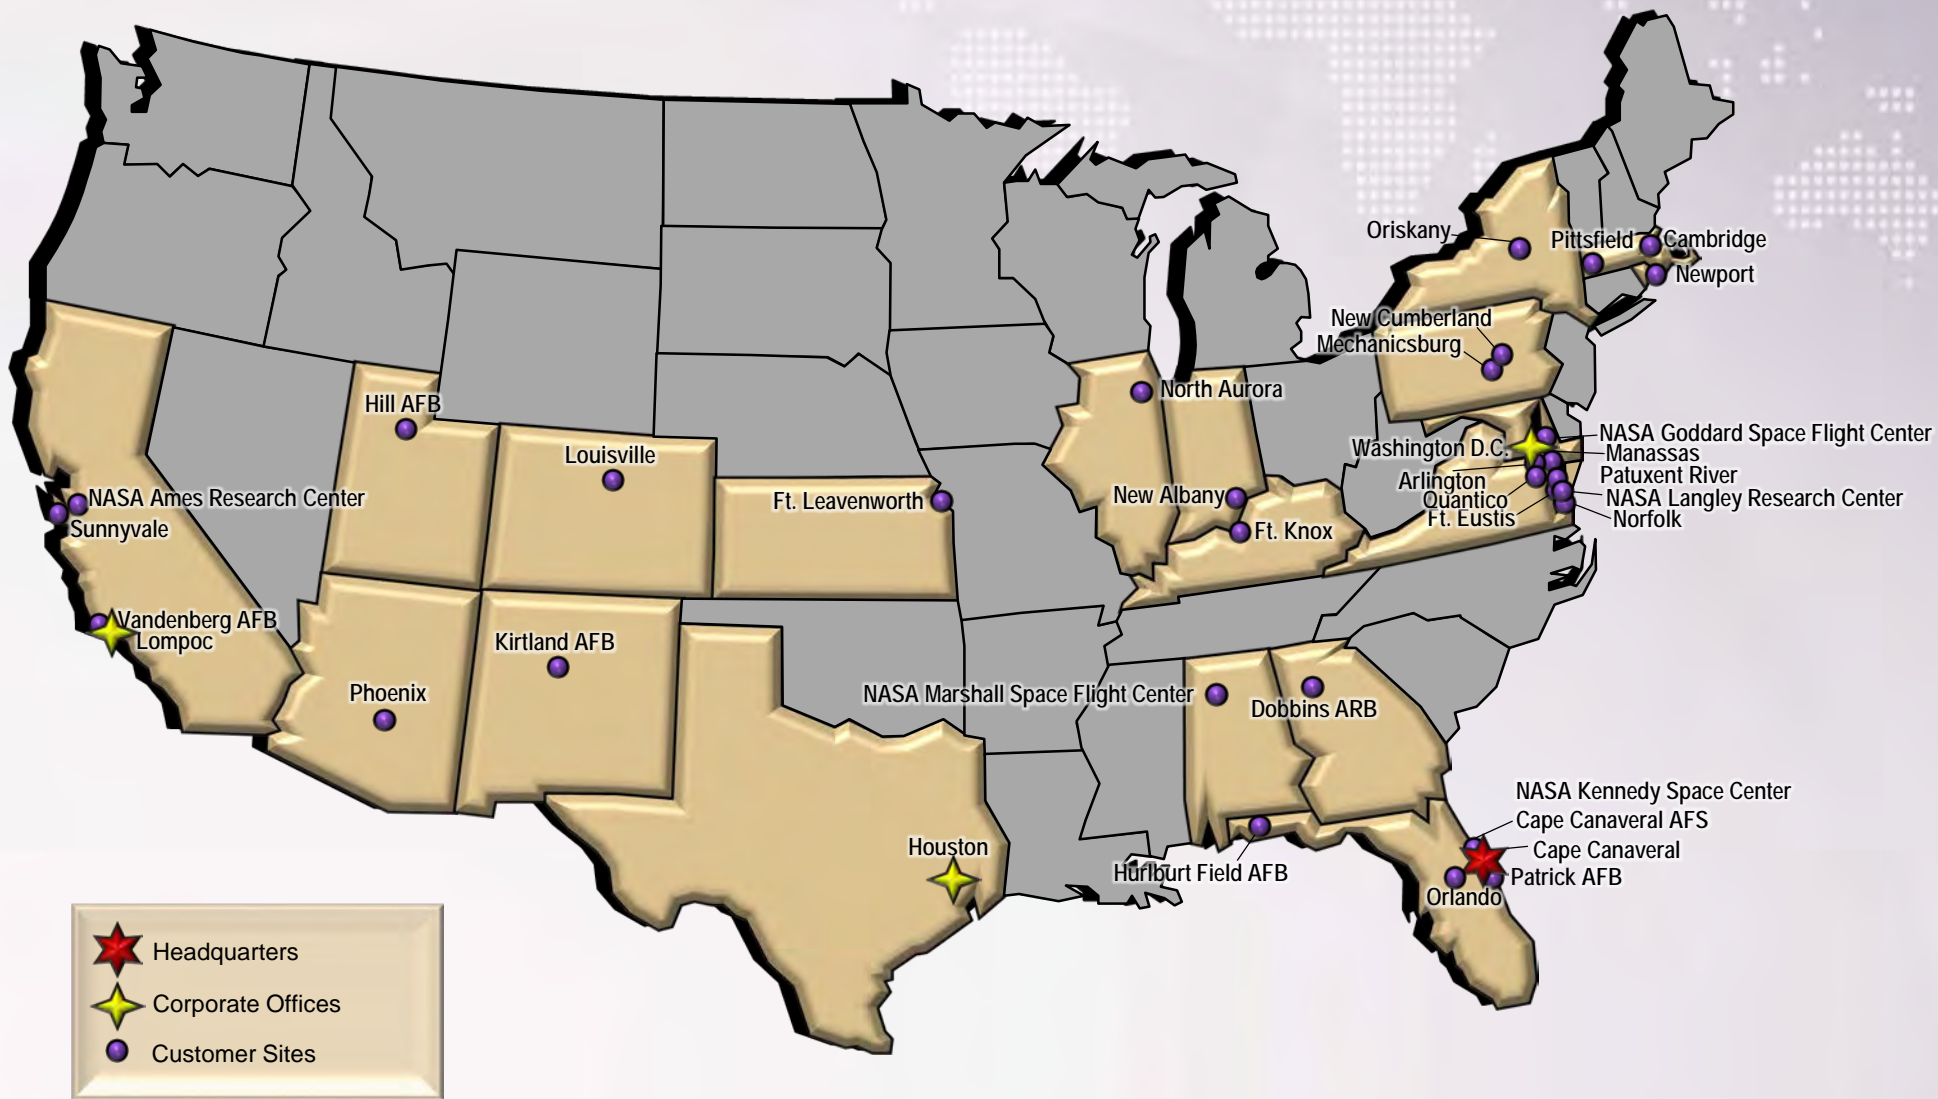 Oriskany
Pittsfield
Cambridge
Newport
New Cumberland
Mechanicsburg
North Aurora
Hill AFB
Louisville
NASA Goddard Space Flight Center
Washington D.C.
Manassas
Patuxent River
Arlington
NASA Ames Research Center
Ft. Leavenworth
New Albany
Quantico
NASA Langley Research Center
Sunnyvale
Ft. Knox
Ft. Eustis
Norfolk
Vandenberg AFB
Lompoc
Kirtland AFB
Phoenix
NASA Marshall Space Flight Center
Dobbins ARB
NASA Kennedy Space Center
Cape Canaveral AFS
Houston
Cape Canaveral
Hurlburt Field AFB
Patrick AFB
Orlando
Headquarters
Corporate Offices
Customer Sites